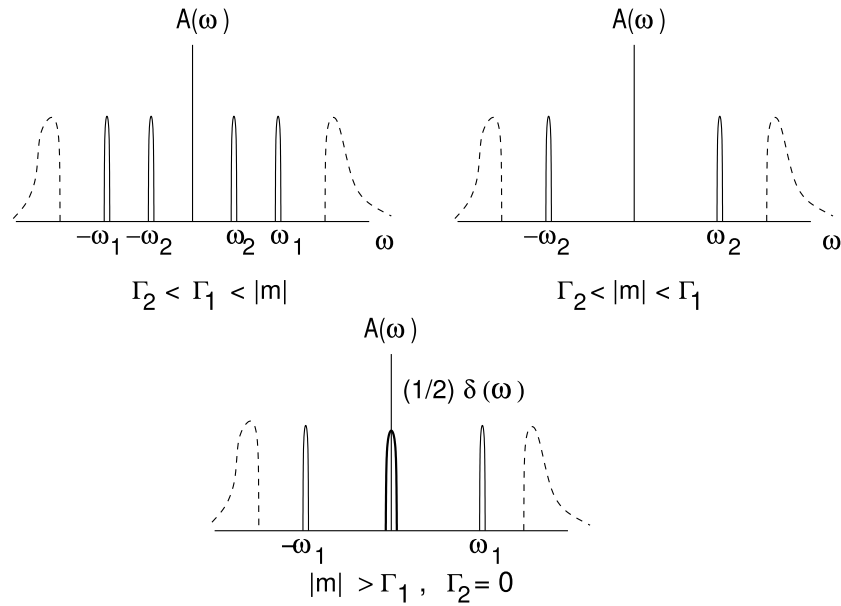 A(ω)
A(ω)
−ω₁ −ω₂ ω₂ ω₁ ω
−ω₂ ω₂ ω
Γ₂ < Γ₁ < |m|
Γ₂ < |m| < Γ₁
A(ω)
(1/2) δ(ω)
−ω₁ ω₁
|m| > Γ₁ , Γ₂ = 0